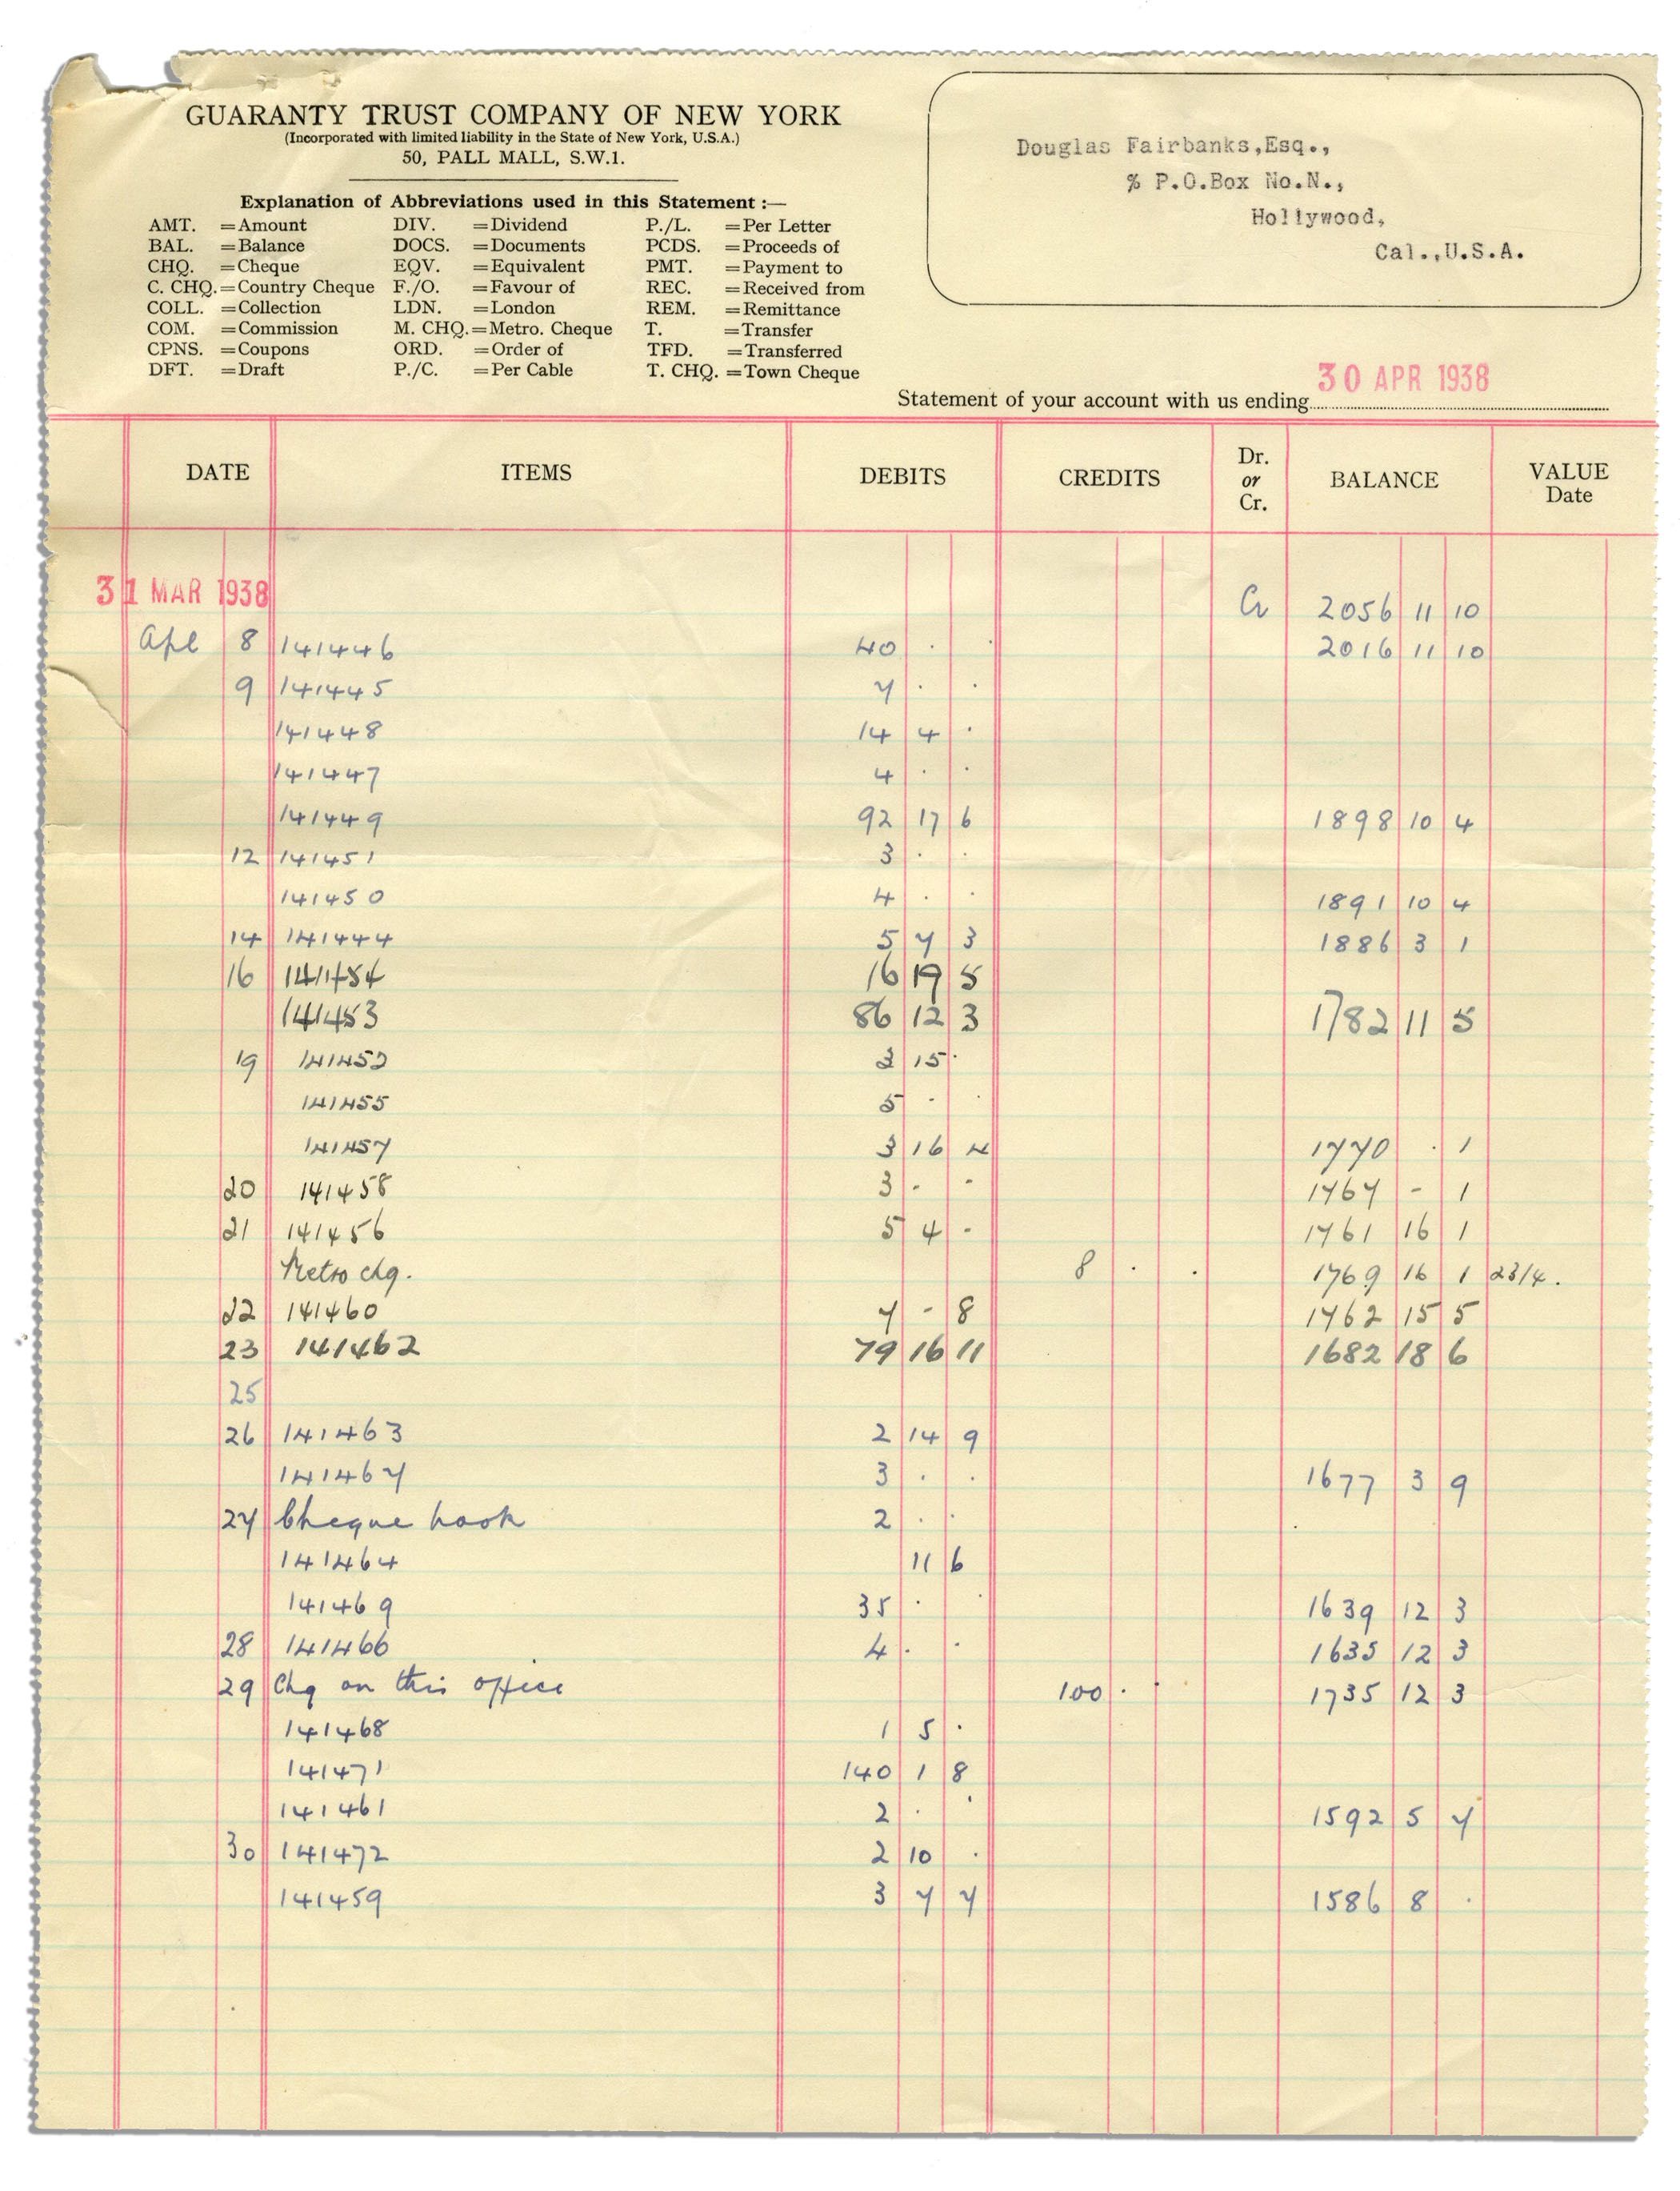 GUARANTY TRUST COMPANY OF NEW YORK
(Incorporated with limited liability in the State of New York, U.S.A.)
50, PALL MALL, S.W.1.
Explanation of Abbreviations used in this Statement :—
AMT. =Amount DIV. =Dividend P./L. =Per Letter
BAL. =Balance DOCS. =Documents PCDS. =Proceeds of
CHQ. =Cheque EQV. =Equivalent PMT. =Payment to
C. CHQ.=Country Cheque F./O. =Favour of REC. =Received from
COLL. =Collection LDN. =London REM. =Remittance
COM. =Commission M. CHQ.=Metro. Cheque T. =Transfer
CPNS. =Coupons ORD. =Order of TFD. =Transferred
DFT. =Draft P./C. =Per Cable T. CHQ. =Town Cheque
Douglas Fairbanks,Esq.,
% P.O.Box No.N.,
Hollywood,
Cal.,U.S.A.
Statement of your account with us ending 30 APR 1938
DATE ITEMS DEBITS CREDITS Dr. or Cr. BALANCE VALUE Date
31 MAR 1938 Cr 2056 11 10
Apl 8 141446 40 . . 2016 11 10
9 141445 7 . .
141448 14 4 .
141447 4 . .
141449 92 17 6 1898 10 4
12 141451 3 . .
141450 4 . . 1891 10 4
14 141444 5 7 3 1886 3 1
16 141454 16 19 5
141453 86 12 3 1782 11 5
19 141452 3 15 .
141455 5 . .
141457 3 16 4 1770 . 1
20 141458 3 - - 1767 - 1
21 141456 5 4 - 1761 16 1
Metro chq. 8 . . 1769 16 1 23/4.
22 141460 7 - 8 1762 15 5
23 141462 79 16 11 1682 18 6
25
26 141463 2 14 9
141467 3 . . 1677 3 9
27 Cheque book 2 . .
141464 11 6
141469 35 . . 1639 12 3
28 141466 4 . . 1635 12 3
29 Chq on this office 100 . . 1735 12 3
141468 1 5 .
141471 140 1 8
141461 2 . . 1592 5 7
30 141472 2 10 .
141459 3 7 7 1586 8 .